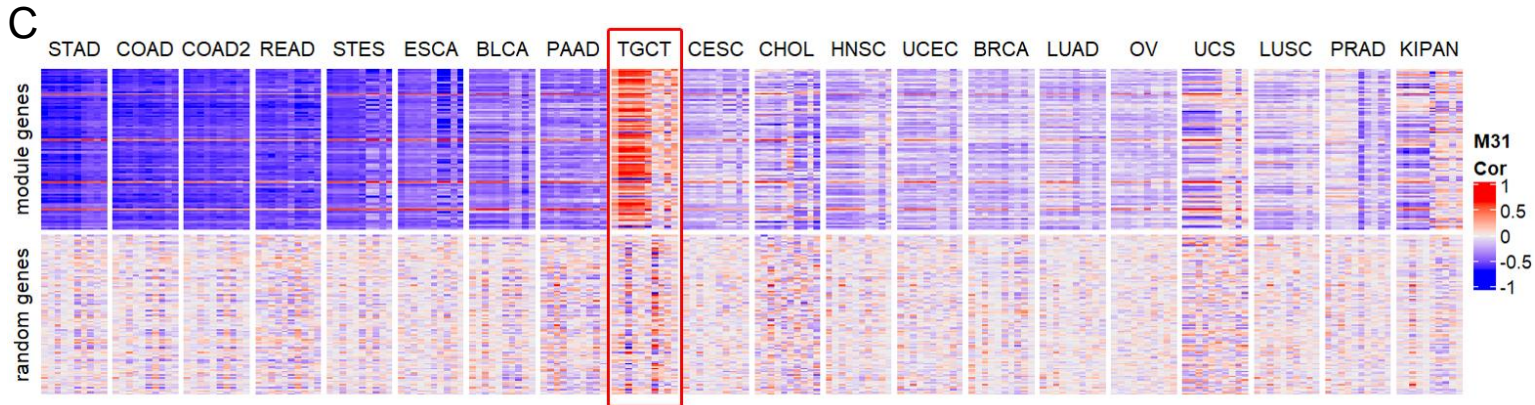 C
STAD COAD COAD2 READ STES ESCA BLCA PAAD TGCT CESC CHOL HNSC UCEC BRCA LUAD OV UCS LUSC PRAD KIPAN
module genes
random genes
M31
Cor
1
0.5
0
-0.5
-1